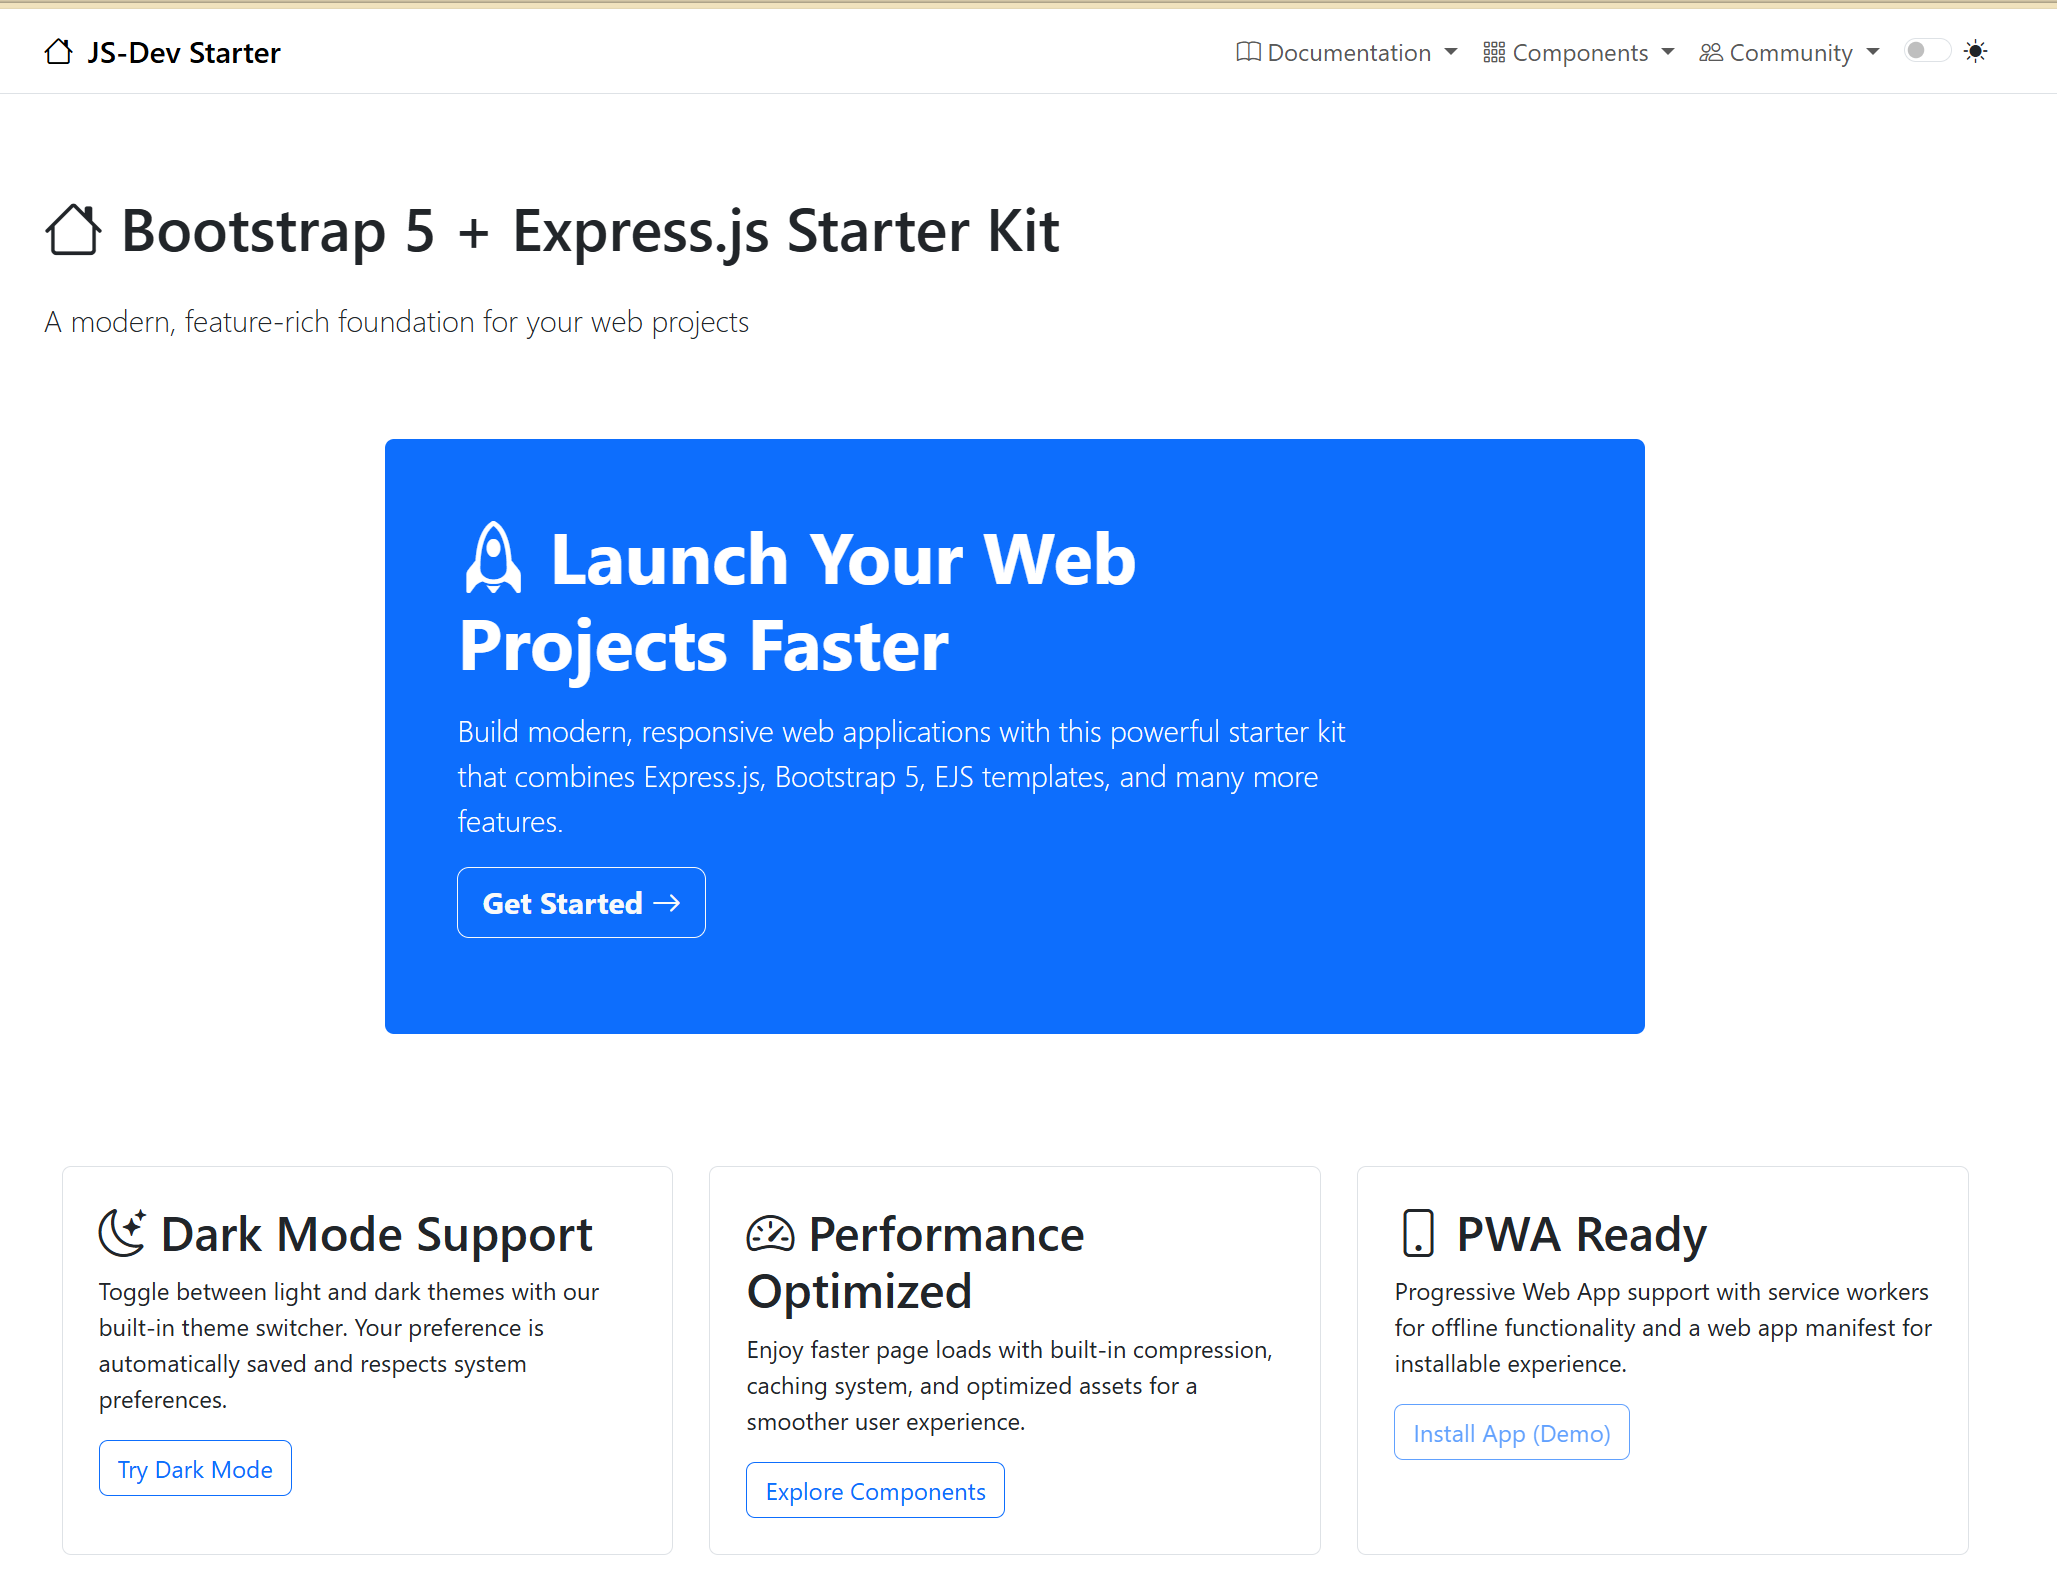 JS-Dev Starter
Documentation
Components
Community
Bootstrap 5 + Express.js Starter Kit
A modern, feature-rich foundation for your web projects
Launch Your Web
Projects Faster
Build modern, responsive web applications with this powerful starter kit
that combines Express.js, Bootstrap 5, EJS templates, and many more
features.
Get Started →
Dark Mode Support
Toggle between light and dark themes with our
built-in theme switcher. Your preference is
automatically saved and respects system
preferences.
Try Dark Mode
Performance
Optimized
Enjoy faster page loads with built-in compression,
caching system, and optimized assets for a
smoother user experience.
Explore Components
PWA Ready
Progressive Web App support with service workers
for offline functionality and a web app manifest for
installable experience.
Install App (Demo)